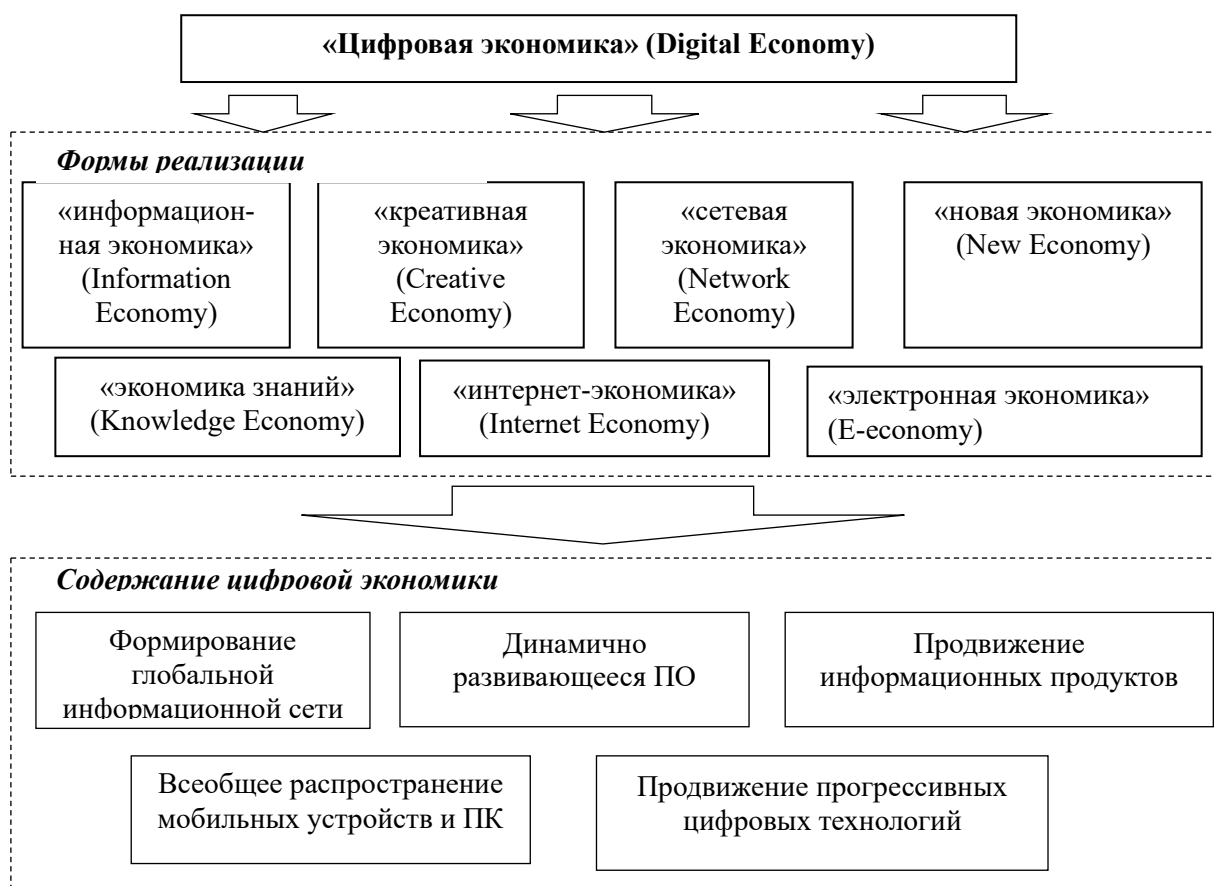 «Цифровая экономика» (Digital Economy)
Формы реализации
«информацион-
ная экономика»
(Information
Economy)
«креативная
экономика»
(Creative
Economy)
«сетевая
экономика»
(Network
Economy)
«новая экономика»
(New Economy)
«экономика знаний»
(Knowledge Economy)
«интернет-экономика»
(Internet Economy)
«электронная экономика»
(E-economy)
Содержание цифровой экономики
Формирование
глобальной
информационной сети
Динамично
развивающееся ПО
Продвижение
информационных продуктов
Всеобщее распространение
мобильных устройств и ПК
Продвижение прогрессивных
цифровых технологий